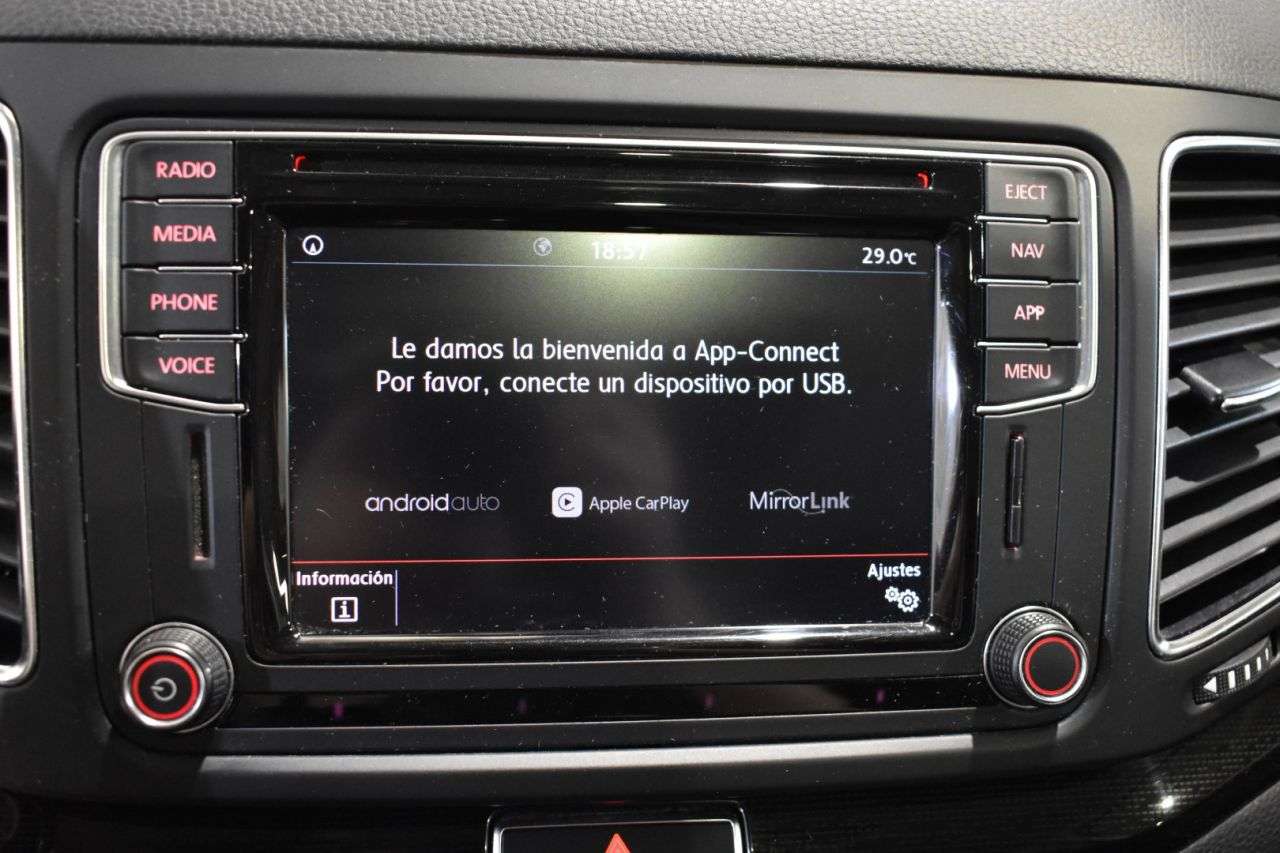 RADIO
MEDIA
PHONE
VOICE
EJECT
NAV
APP
MENU
18:57
29.0°C
Le damos la bienvenida a App-Connect
Por favor, conecte un dispositivo por USB.
androidauto
Apple CarPlay
MirrorLink
Información
i
Ajustes